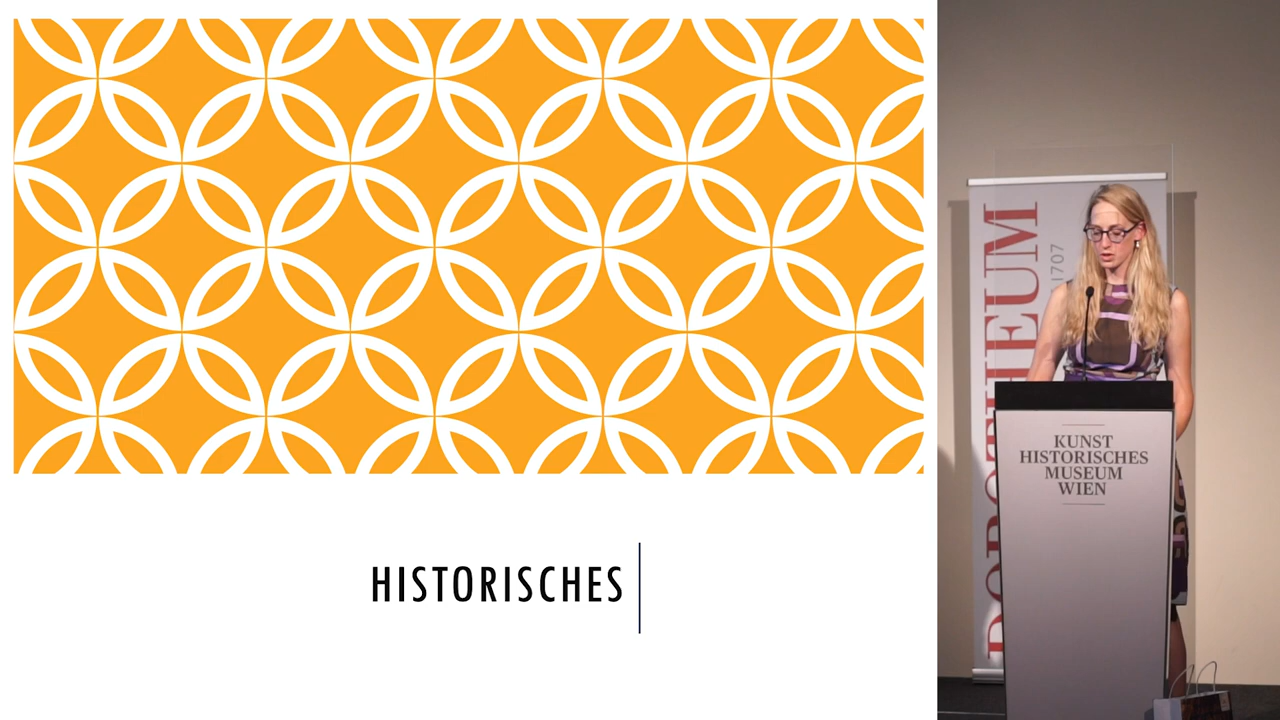 HISTORISCHES
DOROTHEUM
1707
KUNST
HISTORISCHES
MUSEUM
WIEN